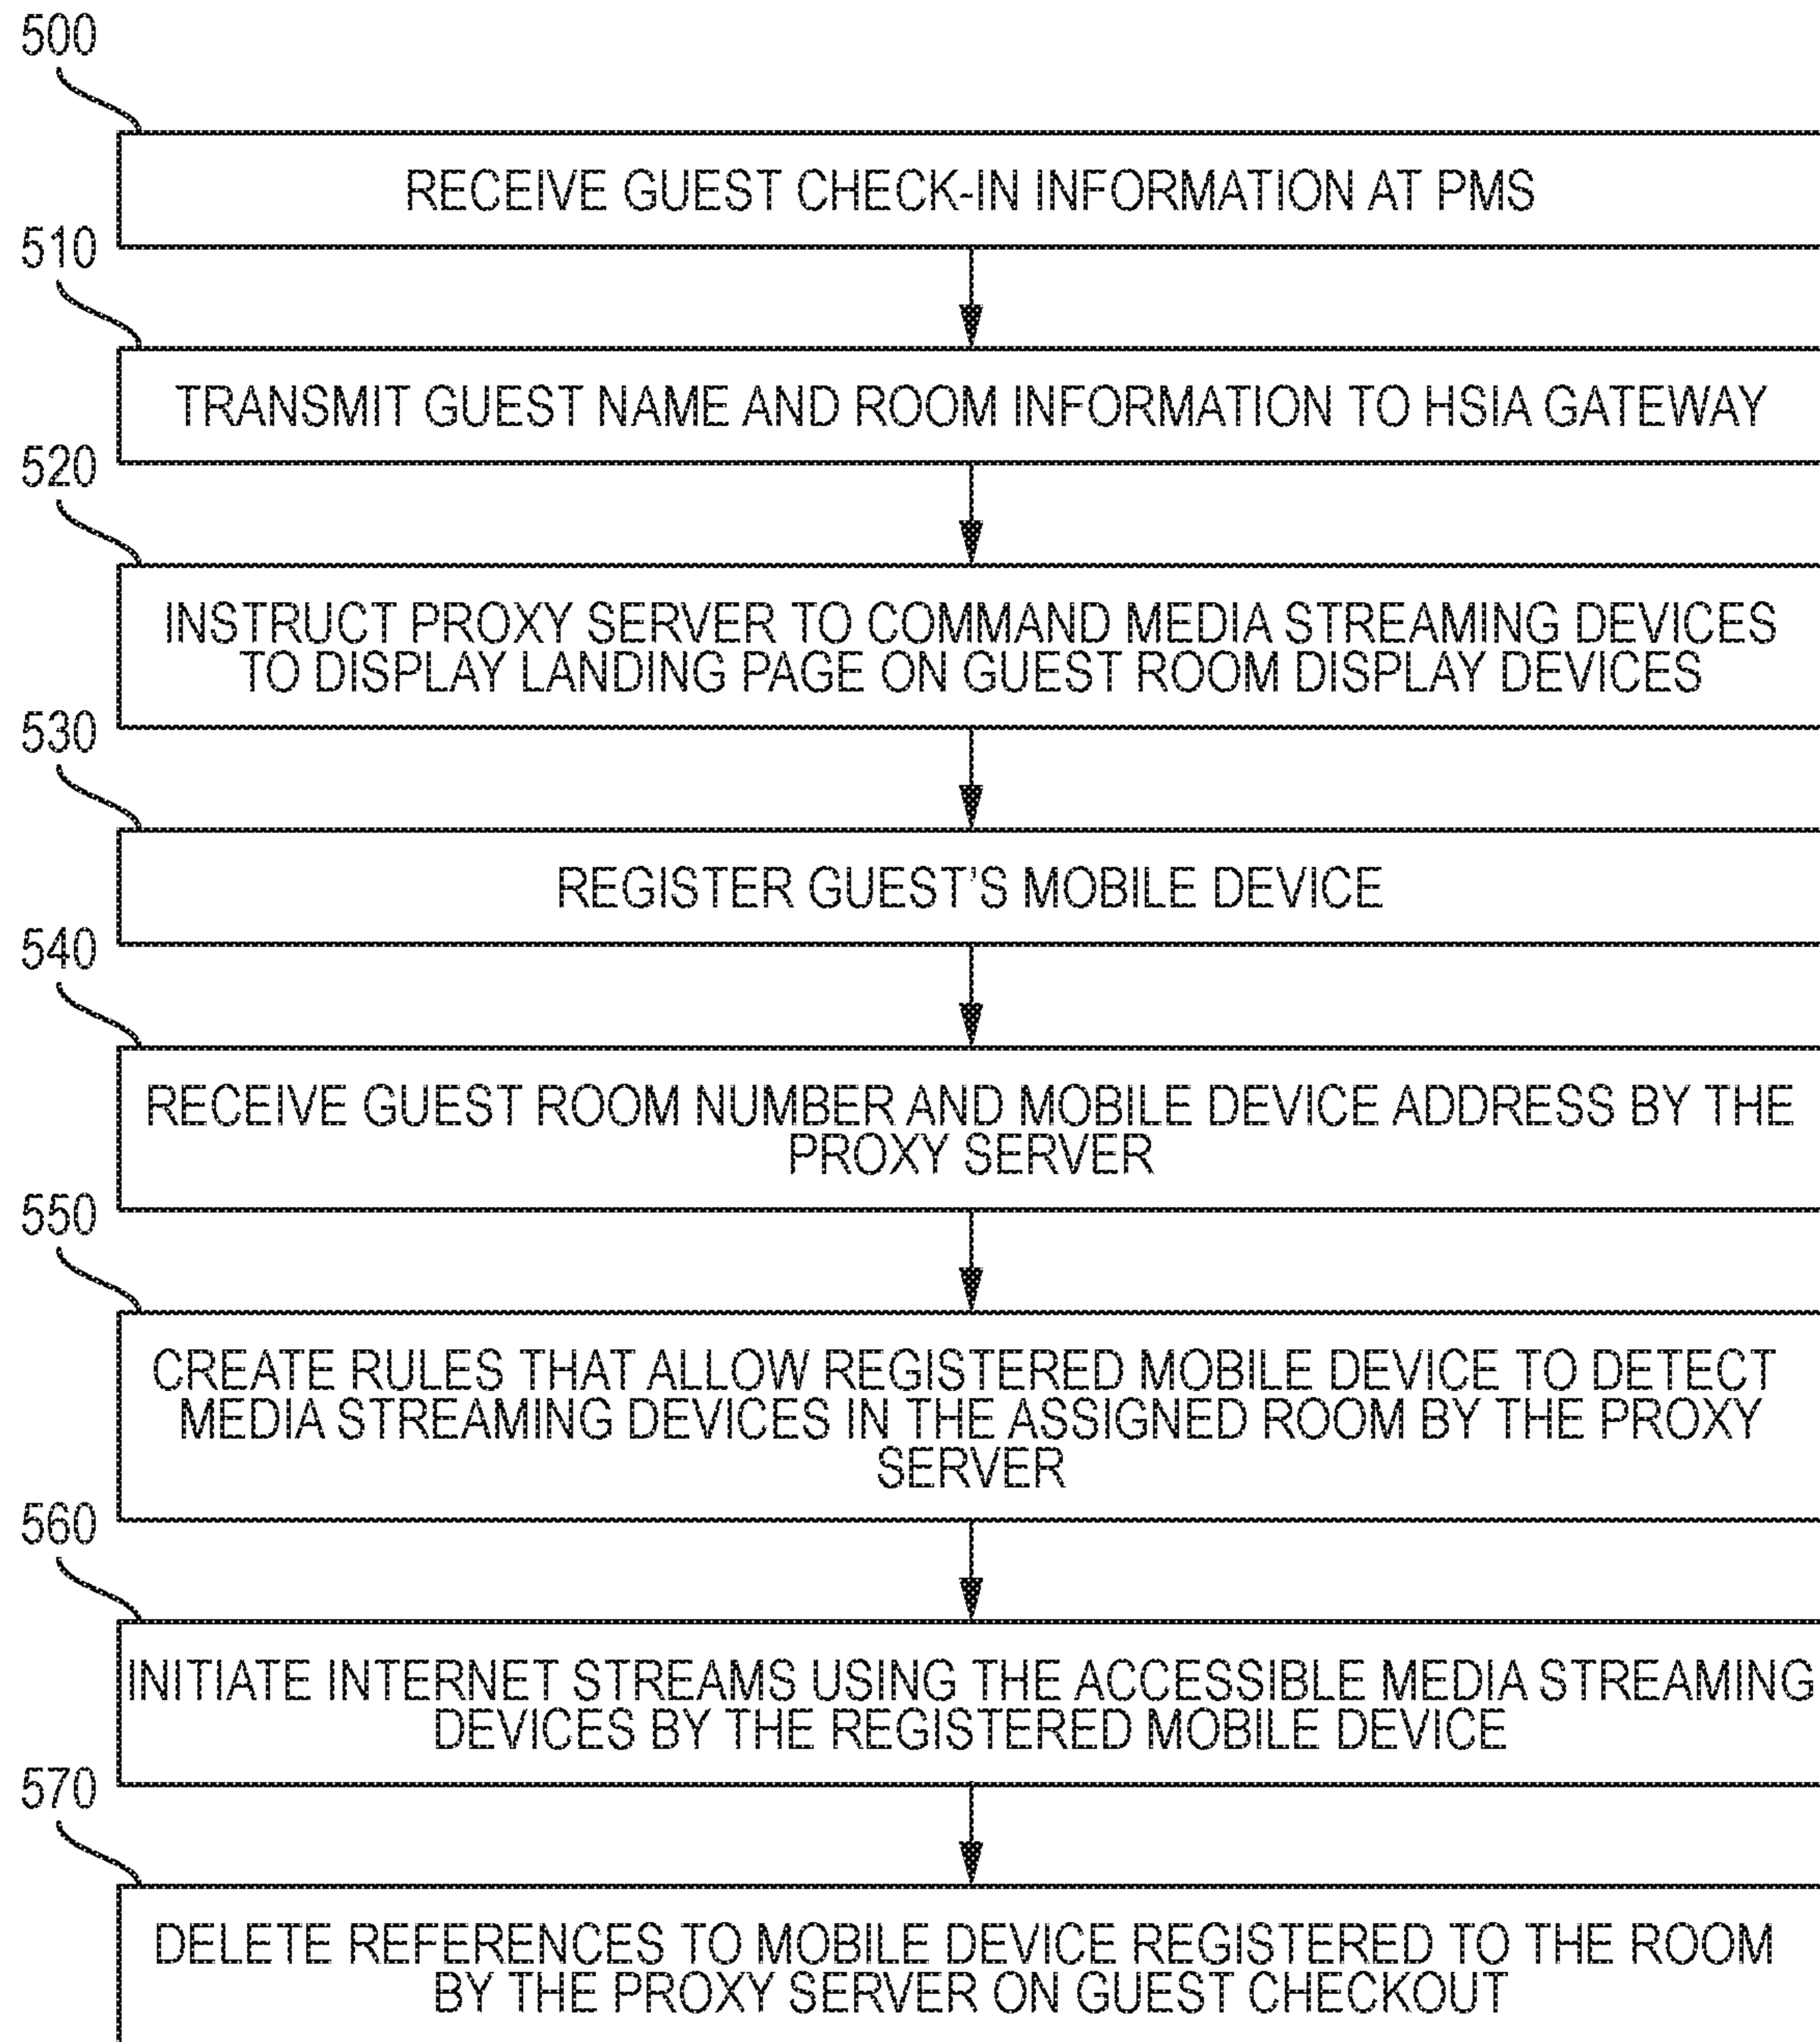 500
RECEIVE GUEST CHECK-IN INFORMATION AT PMS
510
TRANSMIT GUEST NAME AND ROOM INFORMATION TO HSIA GATEWAY
520
INSTRUCT PROXY SERVER TO COMMAND MEDIA STREAMING DEVICES
TO DISPLAY LANDING PAGE ON GUEST ROOM DISPLAY DEVICES
530
REGISTER GUEST'S MOBILE DEVICE
540
RECEIVE GUEST ROOM NUMBER AND MOBILE DEVICE ADDRESS BY THE
PROXY SERVER
550
CREATE RULES THAT ALLOW REGISTERED MOBILE DEVICE TO DETECT
MEDIA STREAMING DEVICES IN THE ASSIGNED ROOM BY THE PROXY
SERVER
560
INITIATE INTERNET STREAMS USING THE ACCESSIBLE MEDIA STREAMING
DEVICES BY THE REGISTERED MOBILE DEVICE
570
DELETE REFERENCES TO MOBILE DEVICE REGISTERED TO THE ROOM
BY THE PROXY SERVER ON GUEST CHECKOUT